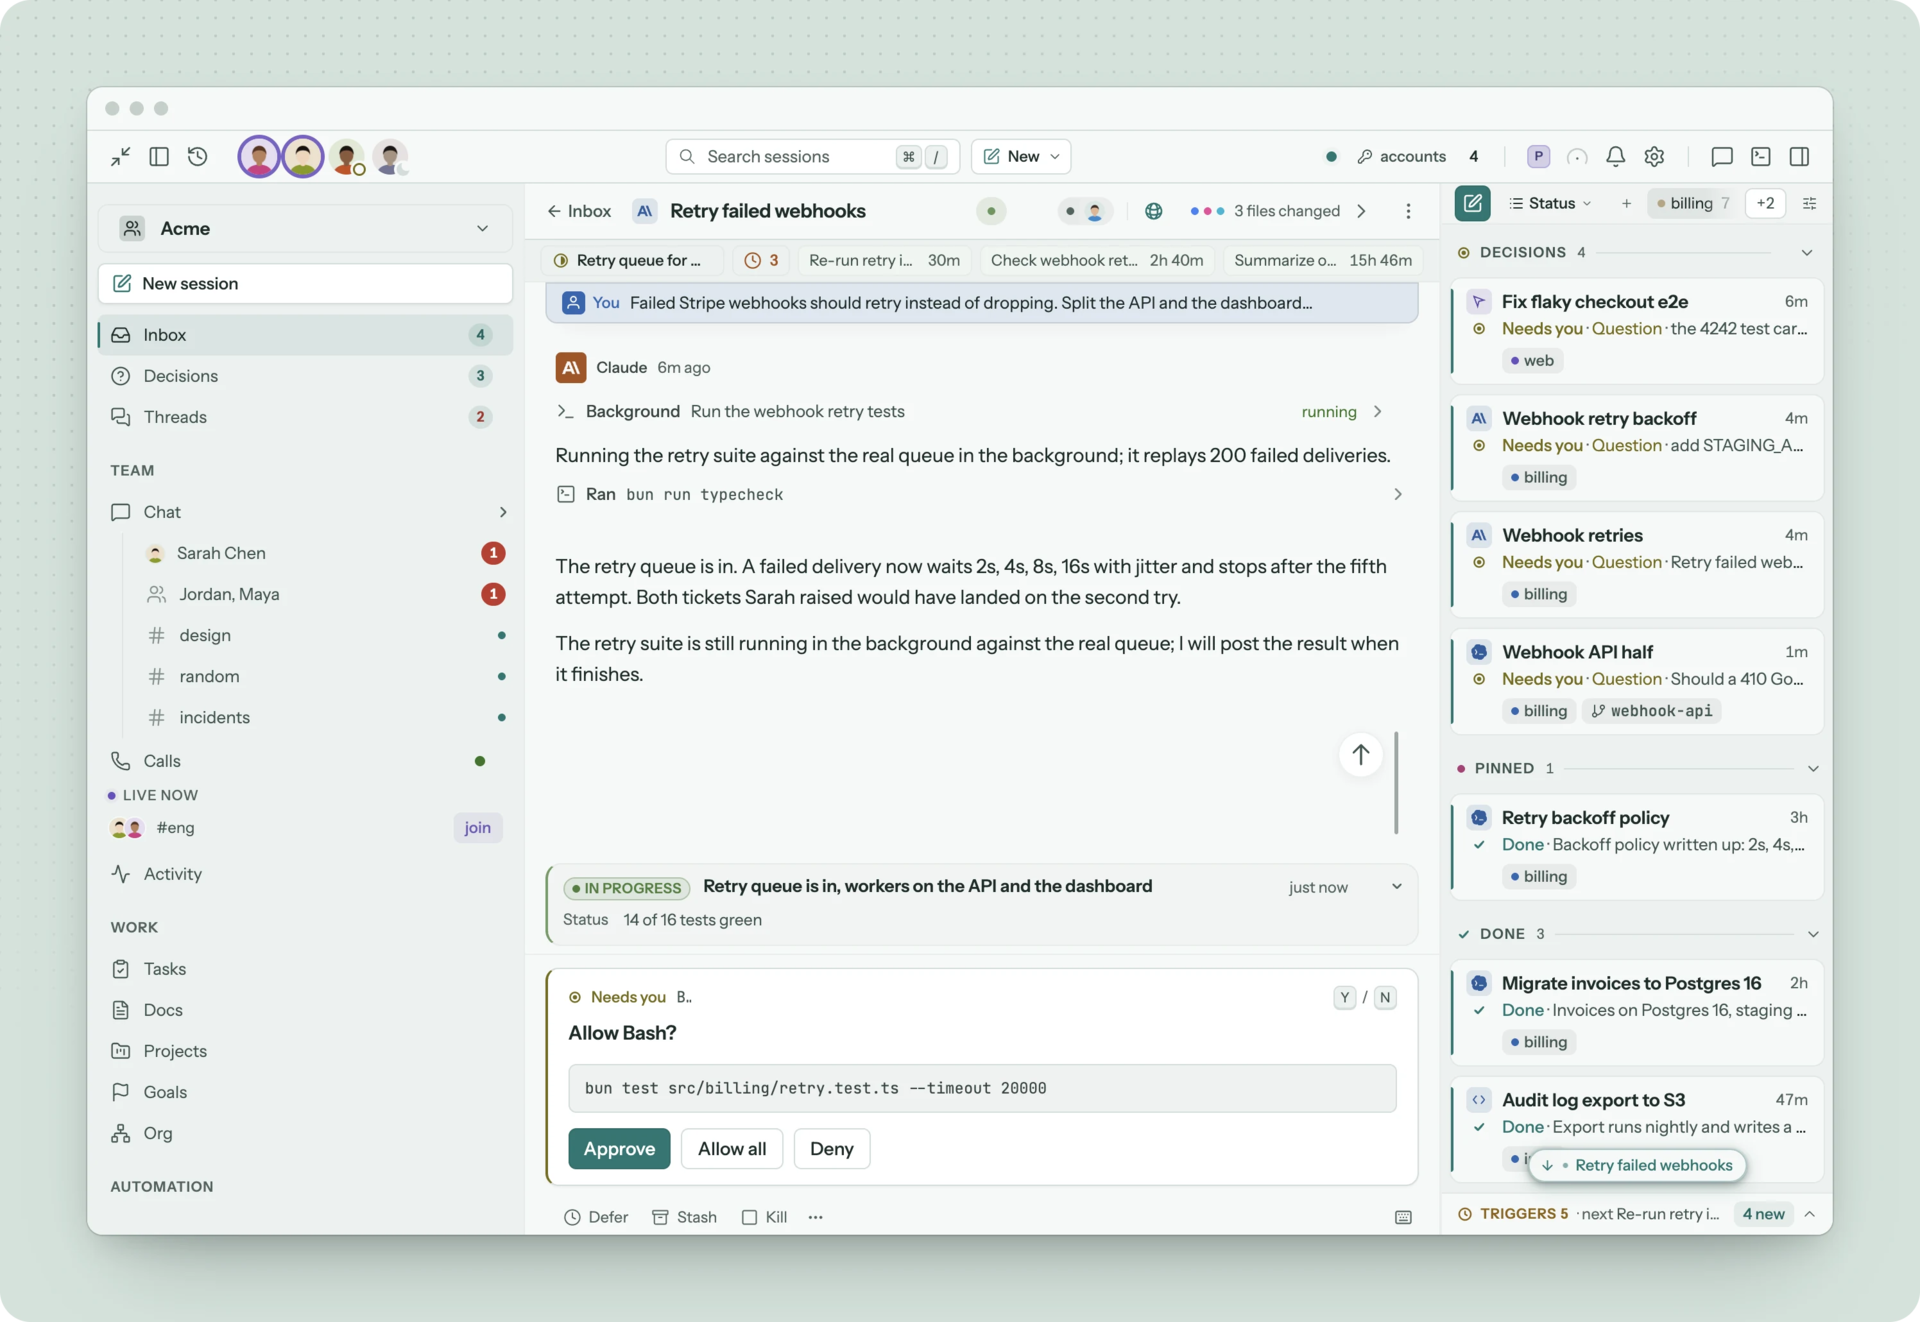 Search sessions ⌘ /
New
accounts 4
P
Acme
New session
Inbox 4
Decisions 3
Threads 2
TEAM
Chat
Sarah Chen 1
Jordan, Maya 1
# design
# random
# incidents
Calls
LIVE NOW
#eng join
Activity
WORK
Tasks
Docs
Projects
Goals
Org
AUTOMATION
Inbox Retry failed webhooks 3 files changed
Retry queue for ... 3 Re-run retry i... 30m Check webhook ret... 2h 40m Summarize o... 15h 46m
You Failed Stripe webhooks should retry instead of dropping. Split the API and the dashboard...
Claude 6m ago
Background Run the webhook retry tests running
Running the retry suite against the real queue in the background; it replays 200 failed deliveries.
Ran bun run typecheck
The retry queue is in. A failed delivery now waits 2s, 4s, 8s, 16s with jitter and stops after the fifth
attempt. Both tickets Sarah raised would have landed on the second try.
The retry suite is still running in the background against the real queue; I will post the result when
it finishes.
IN PROGRESS Retry queue is in, workers on the API and the dashboard just now
Status 14 of 16 tests green
Needs you B.. Y / N
Allow Bash?
bun test src/billing/retry.test.ts --timeout 20000
Approve Allow all Deny
Defer Stash Kill ...
Status + billing 7 +2
DECISIONS 4
Fix flaky checkout e2e 6m
Needs you · Question · the 4242 test car...
web
Webhook retry backoff 4m
Needs you · Question · add STAGING_A...
billing
Webhook retries 4m
Needs you · Question · Retry failed web...
billing
Webhook API half 1m
Needs you · Question · Should a 410 Go...
billing webhook-api
PINNED 1
Retry backoff policy 3h
Done · Backoff policy written up: 2s, 4s,...
billing
DONE 3
Migrate invoices to Postgres 16 2h
Done · Invoices on Postgres 16, staging ...
billing
Audit log export to S3 47m
Done · Export runs nightly and writes a ...
Retry failed webhooks
TRIGGERS 5 · next Re-run retry i... 4 new